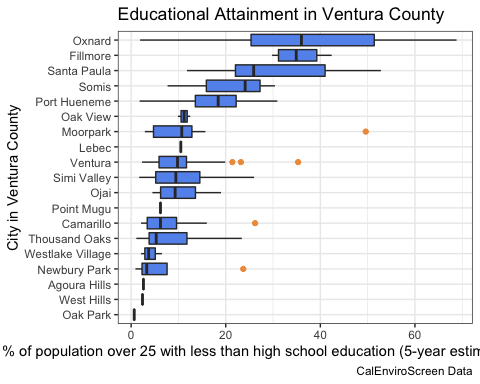 Educational Attainment in Ventura County
City in Ventura County
Oxnard
Fillmore
Santa Paula
Somis
Port Hueneme
Oak View
Moorpark
Lebec
Ventura
Simi Valley
Ojai
Point Mugu
Camarillo
Thousand Oaks
Westlake Village
Newbury Park
Agoura Hills
West Hills
Oak Park
0 20 40 60
% of population over 25 with less than high school education (5-year estim
CalEnviroScreen Data